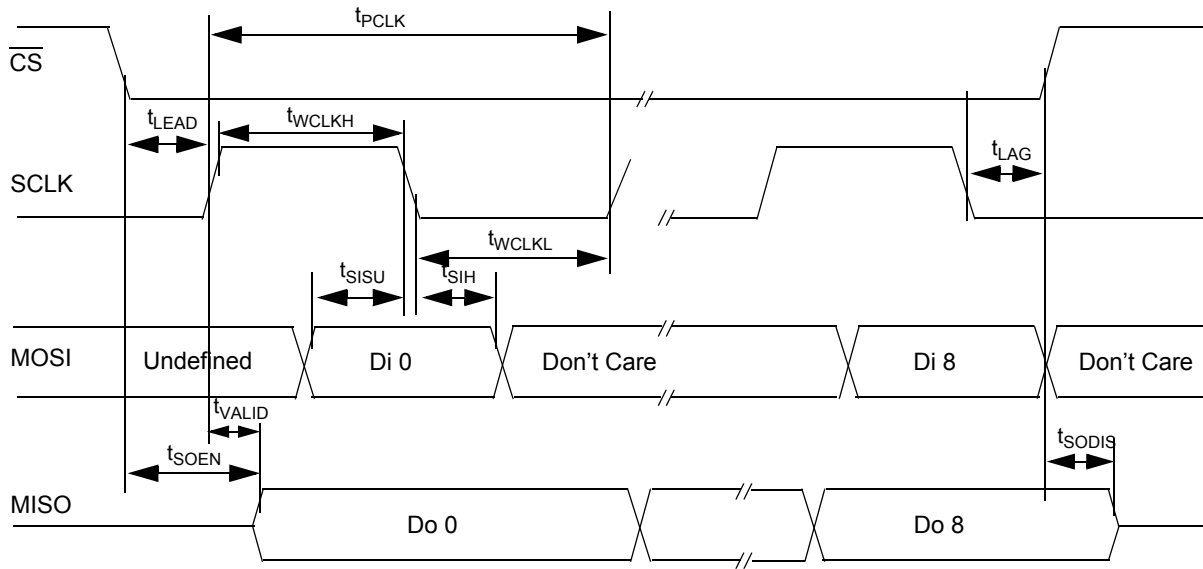 tPCLK
CS
tLEAD
tWCLKH
tLAG
SCLK
tWCLKL
tSISU
tSIH
MOSI
Undefined
Di 0
Don't Care
Di 8
Don't Care
tVALID
tSOEN
tSODIS
MISO
Do 0
Do 8